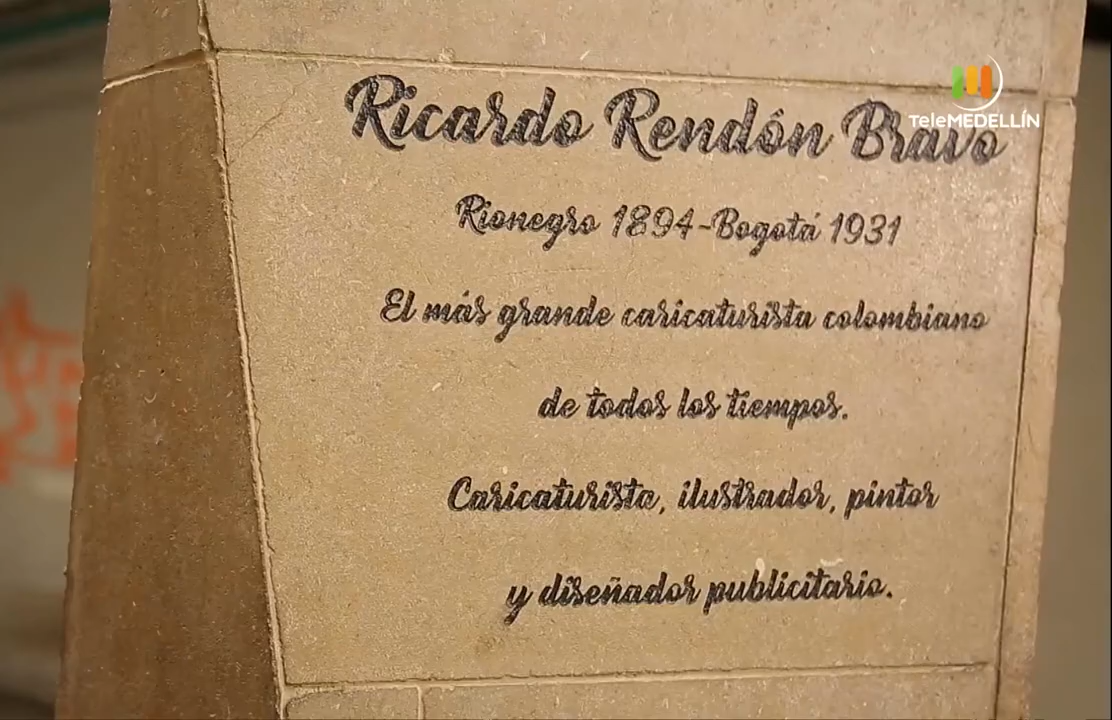 TeleMEDELLÍN
Ricardo Rendón Bravo
Rionegro 1894-Bogotá 1931
El más grande caricaturista colombiano
de todos los tiempos.
Caricaturista, ilustrador, pintor
y diseñador publicitario.